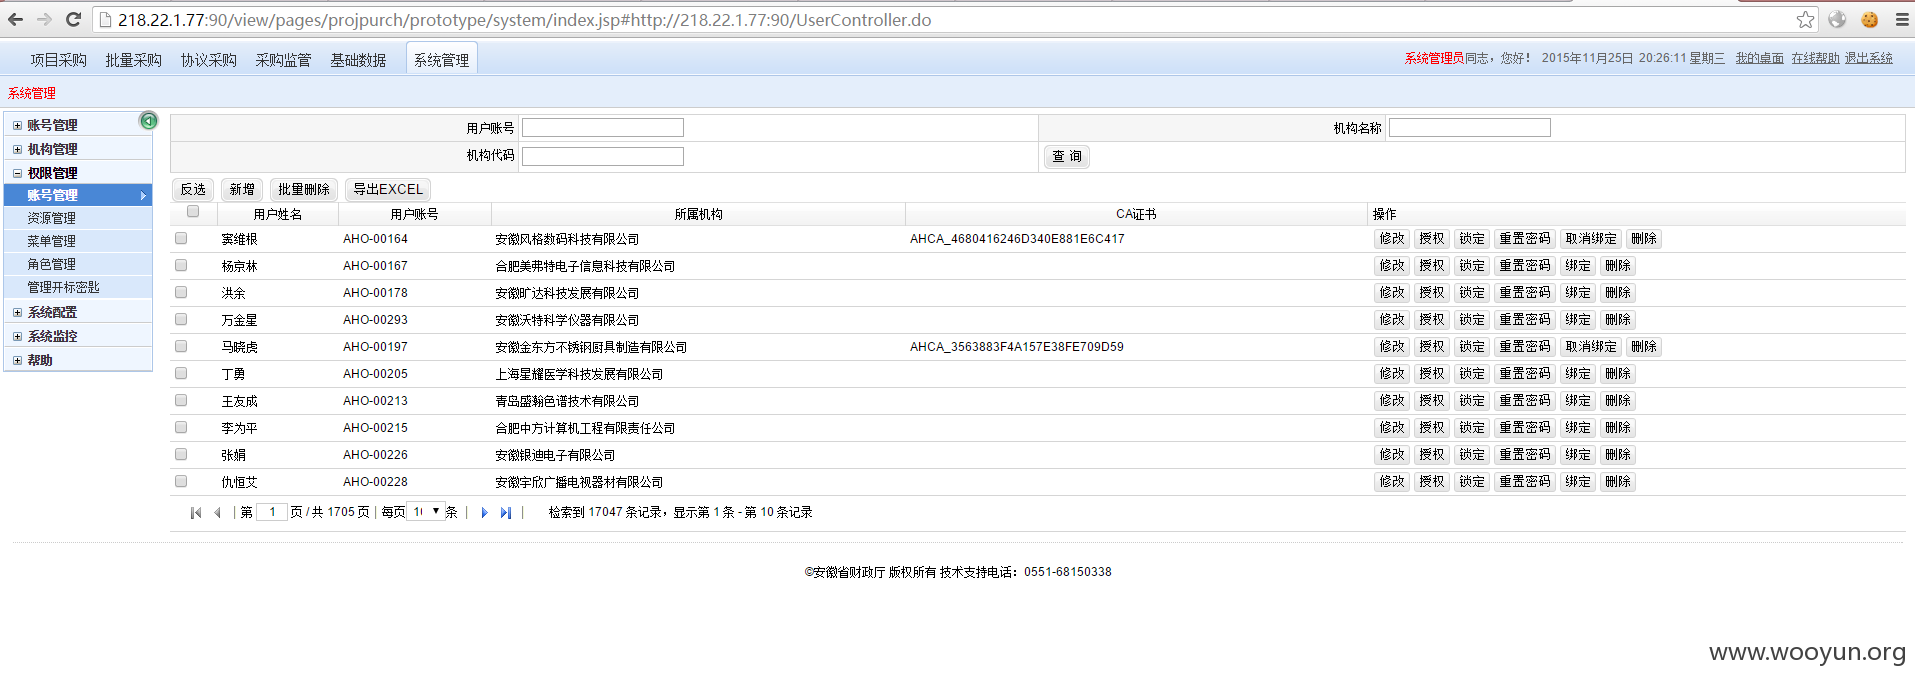 218.22.1.77:90/view/pages/projpurch/prototype/system/index.jsp#http://218.22.1.77:90/UserController.do
项目采购 批量采购 协议采购 采购监管 基础数据 系统管理 系统管理员同志，您好！ 2015年11月25日 20:26:11 星期三 我的桌面 在线帮助 退出系统
系统管理
账号管理
机构管理
权限管理
账号管理
资源管理
菜单管理
角色管理
管理开标密匙
系统配置
系统监控
帮助
用户账号 机构名称
机构代码 查 询
反选 新增 批量删除 导出EXCEL
用户姓名 用户账号 所属机构 CA证书 操作
窦维根 AHO-00164 安徽风格数码科技有限公司 AHCA_4680416246D340E881E6C417 修改 授权 锁定 重置密码 取消绑定 删除
杨京林 AHO-00167 合肥美弗特电子信息科技有限公司 修改 授权 锁定 重置密码 绑定 删除
洪余 AHO-00178 安徽旷达科技发展有限公司 修改 授权 锁定 重置密码 绑定 删除
万金星 AHO-00293 安徽沃特科学仪器有限公司 修改 授权 锁定 重置密码 绑定 删除
马晓虎 AHO-00197 安徽金东方不锈钢厨具制造有限公司 AHCA_3563883F4A157E38FE709D59 修改 授权 锁定 重置密码 取消绑定 删除
丁勇 AHO-00205 上海星耀医学科技发展有限公司 修改 授权 锁定 重置密码 绑定 删除
王友成 AHO-00213 青岛盛瀚色谱技术有限公司 修改 授权 锁定 重置密码 绑定 删除
李为平 AHO-00215 合肥中方计算机工程有限责任公司 修改 授权 锁定 重置密码 绑定 删除
张娟 AHO-00226 安徽银迪电子有限公司 修改 授权 锁定 重置密码 绑定 删除
仇恒艾 AHO-00228 安徽宇欣广播电视器材有限公司 修改 授权 锁定 重置密码 绑定 删除
第 1 页 / 共 1705 页 | 每页 10 条 | 检索到 17047 条记录，显示第 1 条 - 第 10 条记录
©安徽省财政厅 版权所有 技术支持电话：0551-68150338
www.wooyun.org